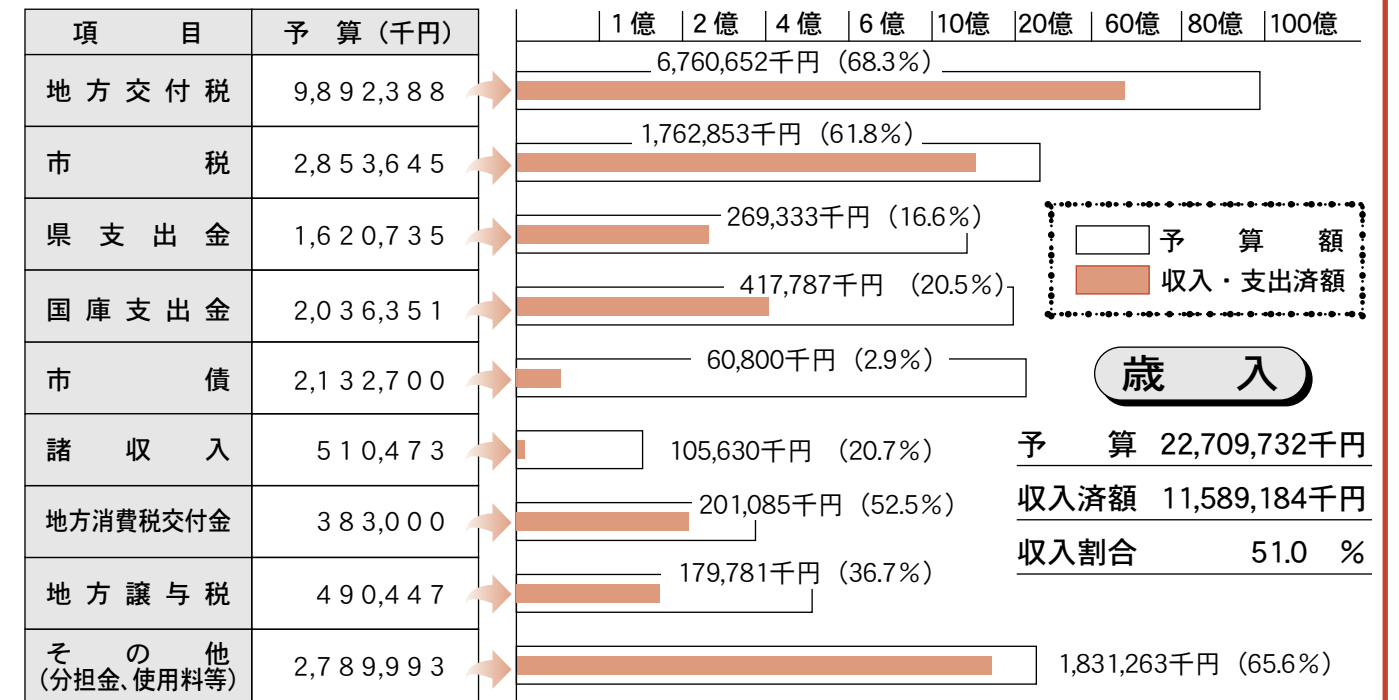 項 目 予 算（千円）
1億 2億 4億 6億 10億 20億 60億 80億 100億
地方交付税 9,892,388 6,760,652千円（68.3％）
市 税 2,853,645 1,762,853千円（61.8％）
県支出金 1,620,735 269,333千円（16.6％）
国庫支出金 2,036,351 417,787千円（20.5％）
市 債 2,132,700 60,800千円（2.9％）
諸収入 510,473 105,630千円（20.7％）
地方消費税交付金 383,000 201,085千円（52.5％）
地方譲与税 490,447 179,781千円（36.7％）
その他
（分担金、使用料等） 2,789,993 1,831,263千円（65.6％）
予 算 額
収入・支出済額
歳 入
予 算 22,709,732千円
収入済額 11,589,184千円
収入割合 51.0 ％